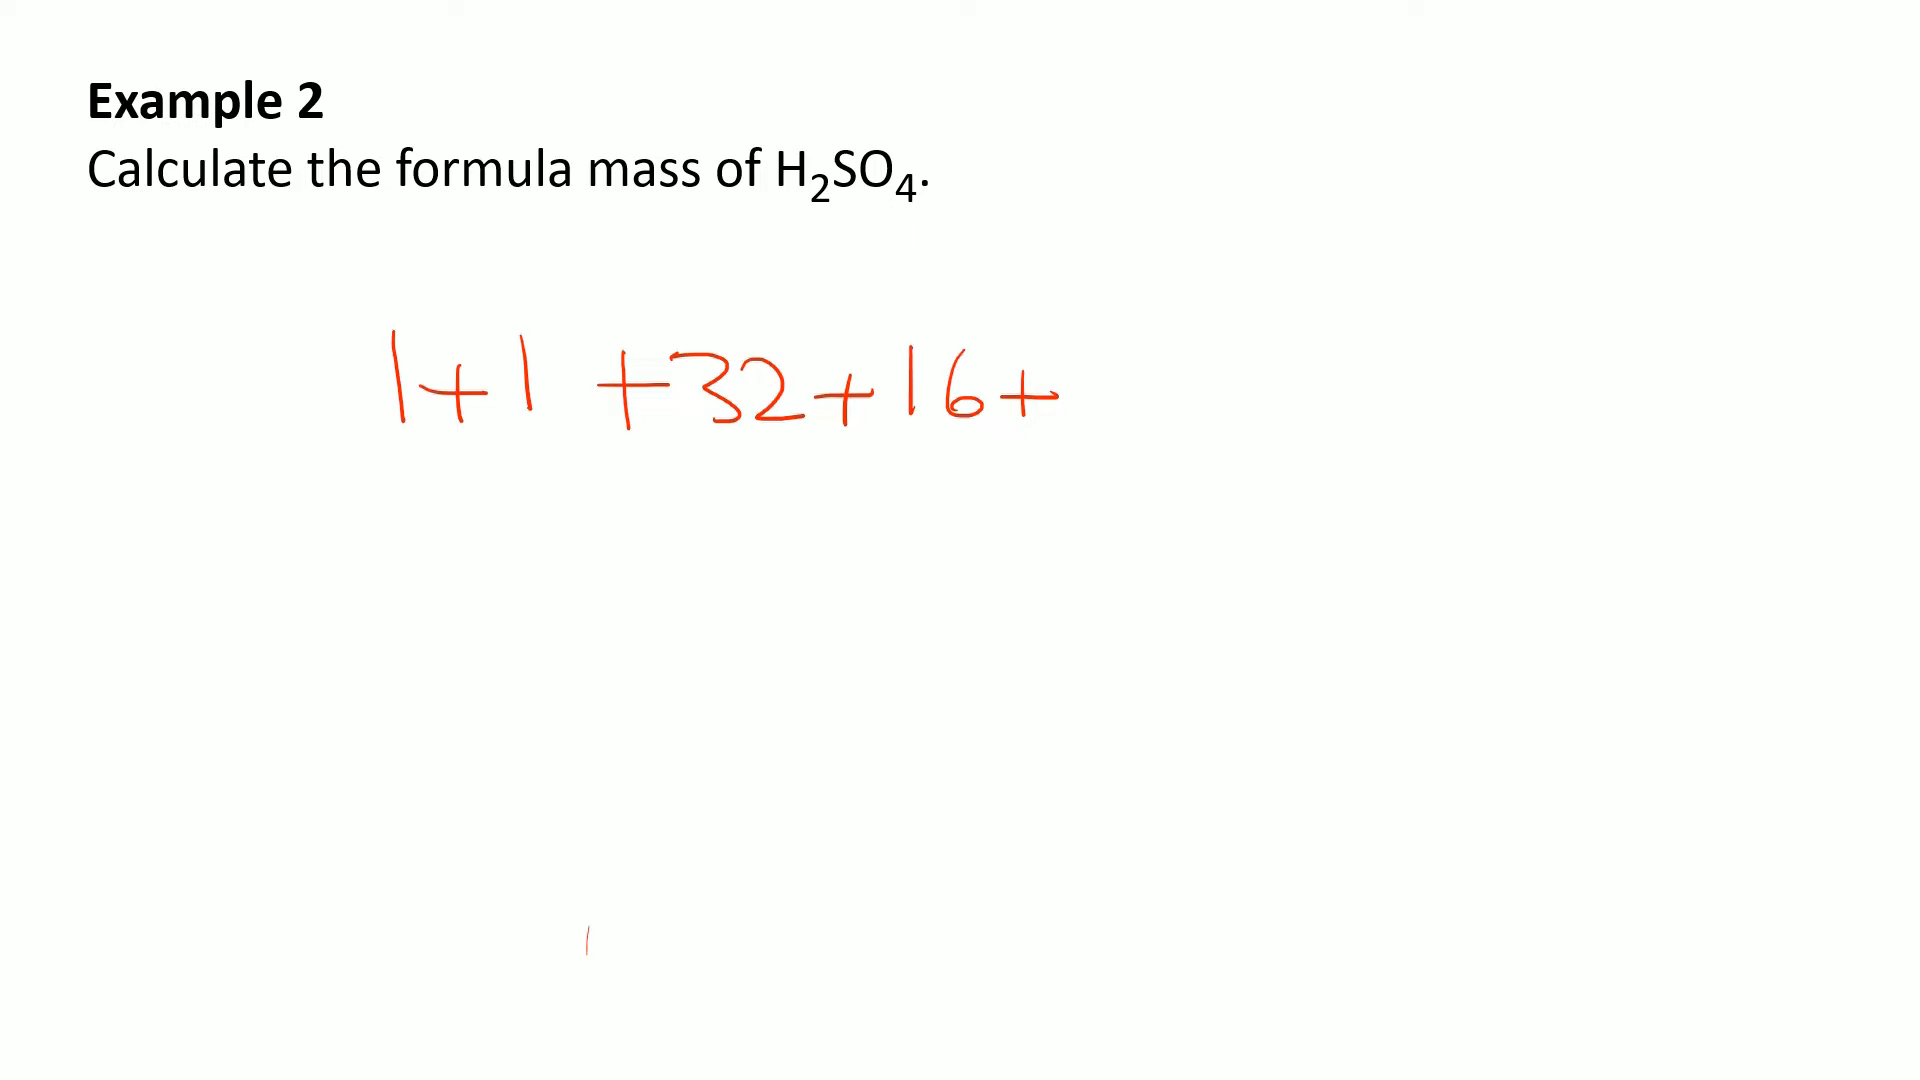 Example 2
Calculate the formula mass of H₂SO₄.
1+1+32+16+